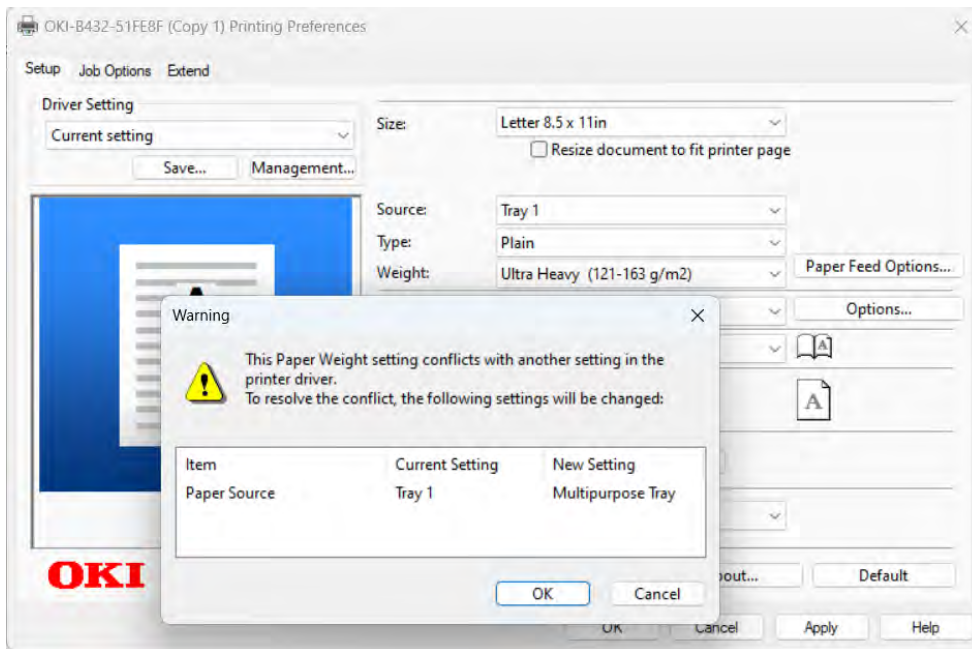 OKI-B432-51FE8F (Copy 1) Printing Preferences
Setup Job Options Extend
Driver Setting
Current setting
Save... Management...
Size: Letter 8.5 x 11in
Resize document to fit printer page
Source: Tray 1
Type: Plain
Weight: Ultra Heavy (121-163 g/m2) Paper Feed Options...
Options...
A
A
Warning
This Paper Weight setting conflicts with another setting in the
printer driver.
To resolve the conflict, the following settings will be changed:
Item Current Setting New Setting
Paper Source Tray 1 Multipurpose Tray
OK Cancel
OKI
Default
OK Cancel Apply Help